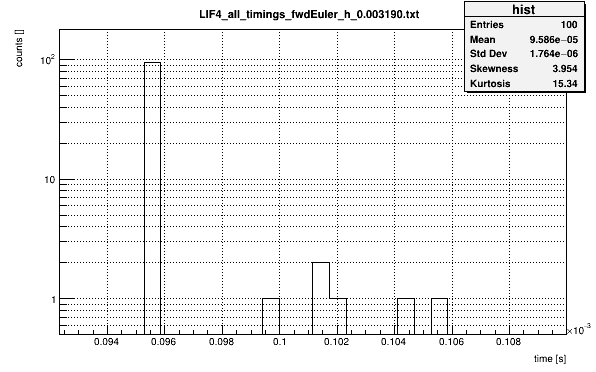 LIF4_all_timings_fwdEuler_h_0.003190.txt
hist
Entries 100
Mean 9.586e−05
Std Dev 1.764e−06
Skewness 3.954
Kurtosis 15.34
counts []
10²
10
1
0.094 0.096 0.098 0.1 0.102 0.104 0.106 0.108
×10⁻³
time [s]